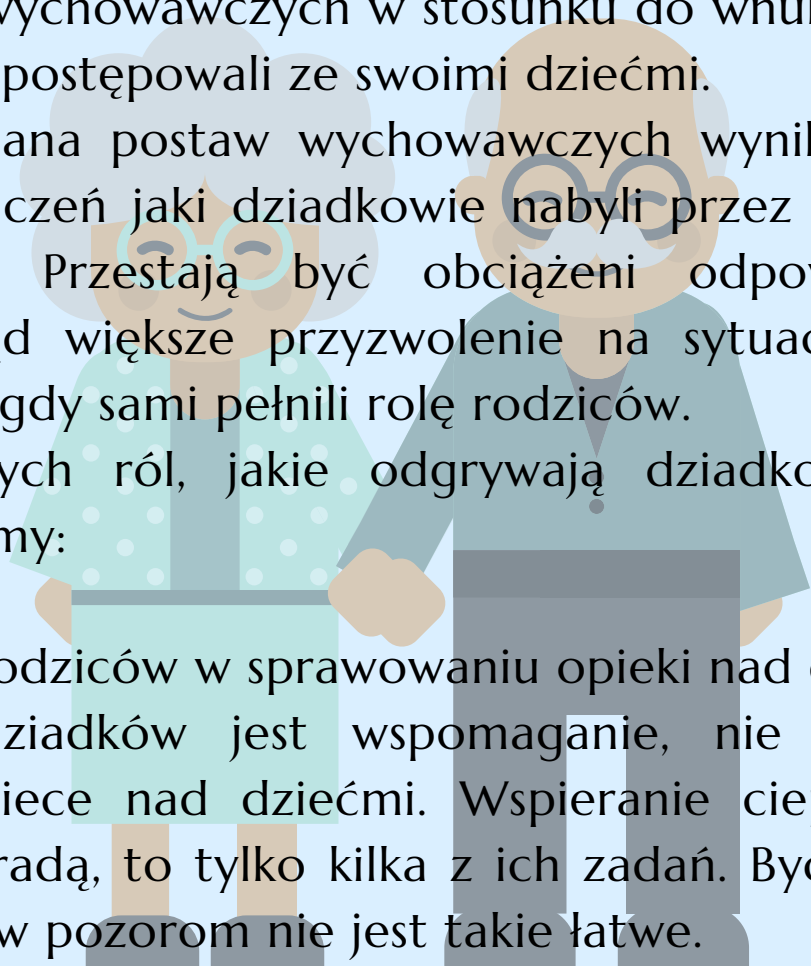 wychowawczych w stosunku do wnu
postępowali ze swoimi dziećmi.
ana postaw wychowawczych wynik
czeń jaki dziadkowie nabyli przez
Przestają być obciążeni odpow
d większe przyzwolenie na sytuac
gdy sami pełnili rolę rodziców.
ych ról, jakie odgrywają dziadko
my:
odziców w sprawowaniu opieki nad
ziadków jest wspomaganie, nie
iece nad dziećmi. Wspieranie cie
radą, to tylko kilka z ich zadań. Być
w pozorom nie jest takie łatwe.